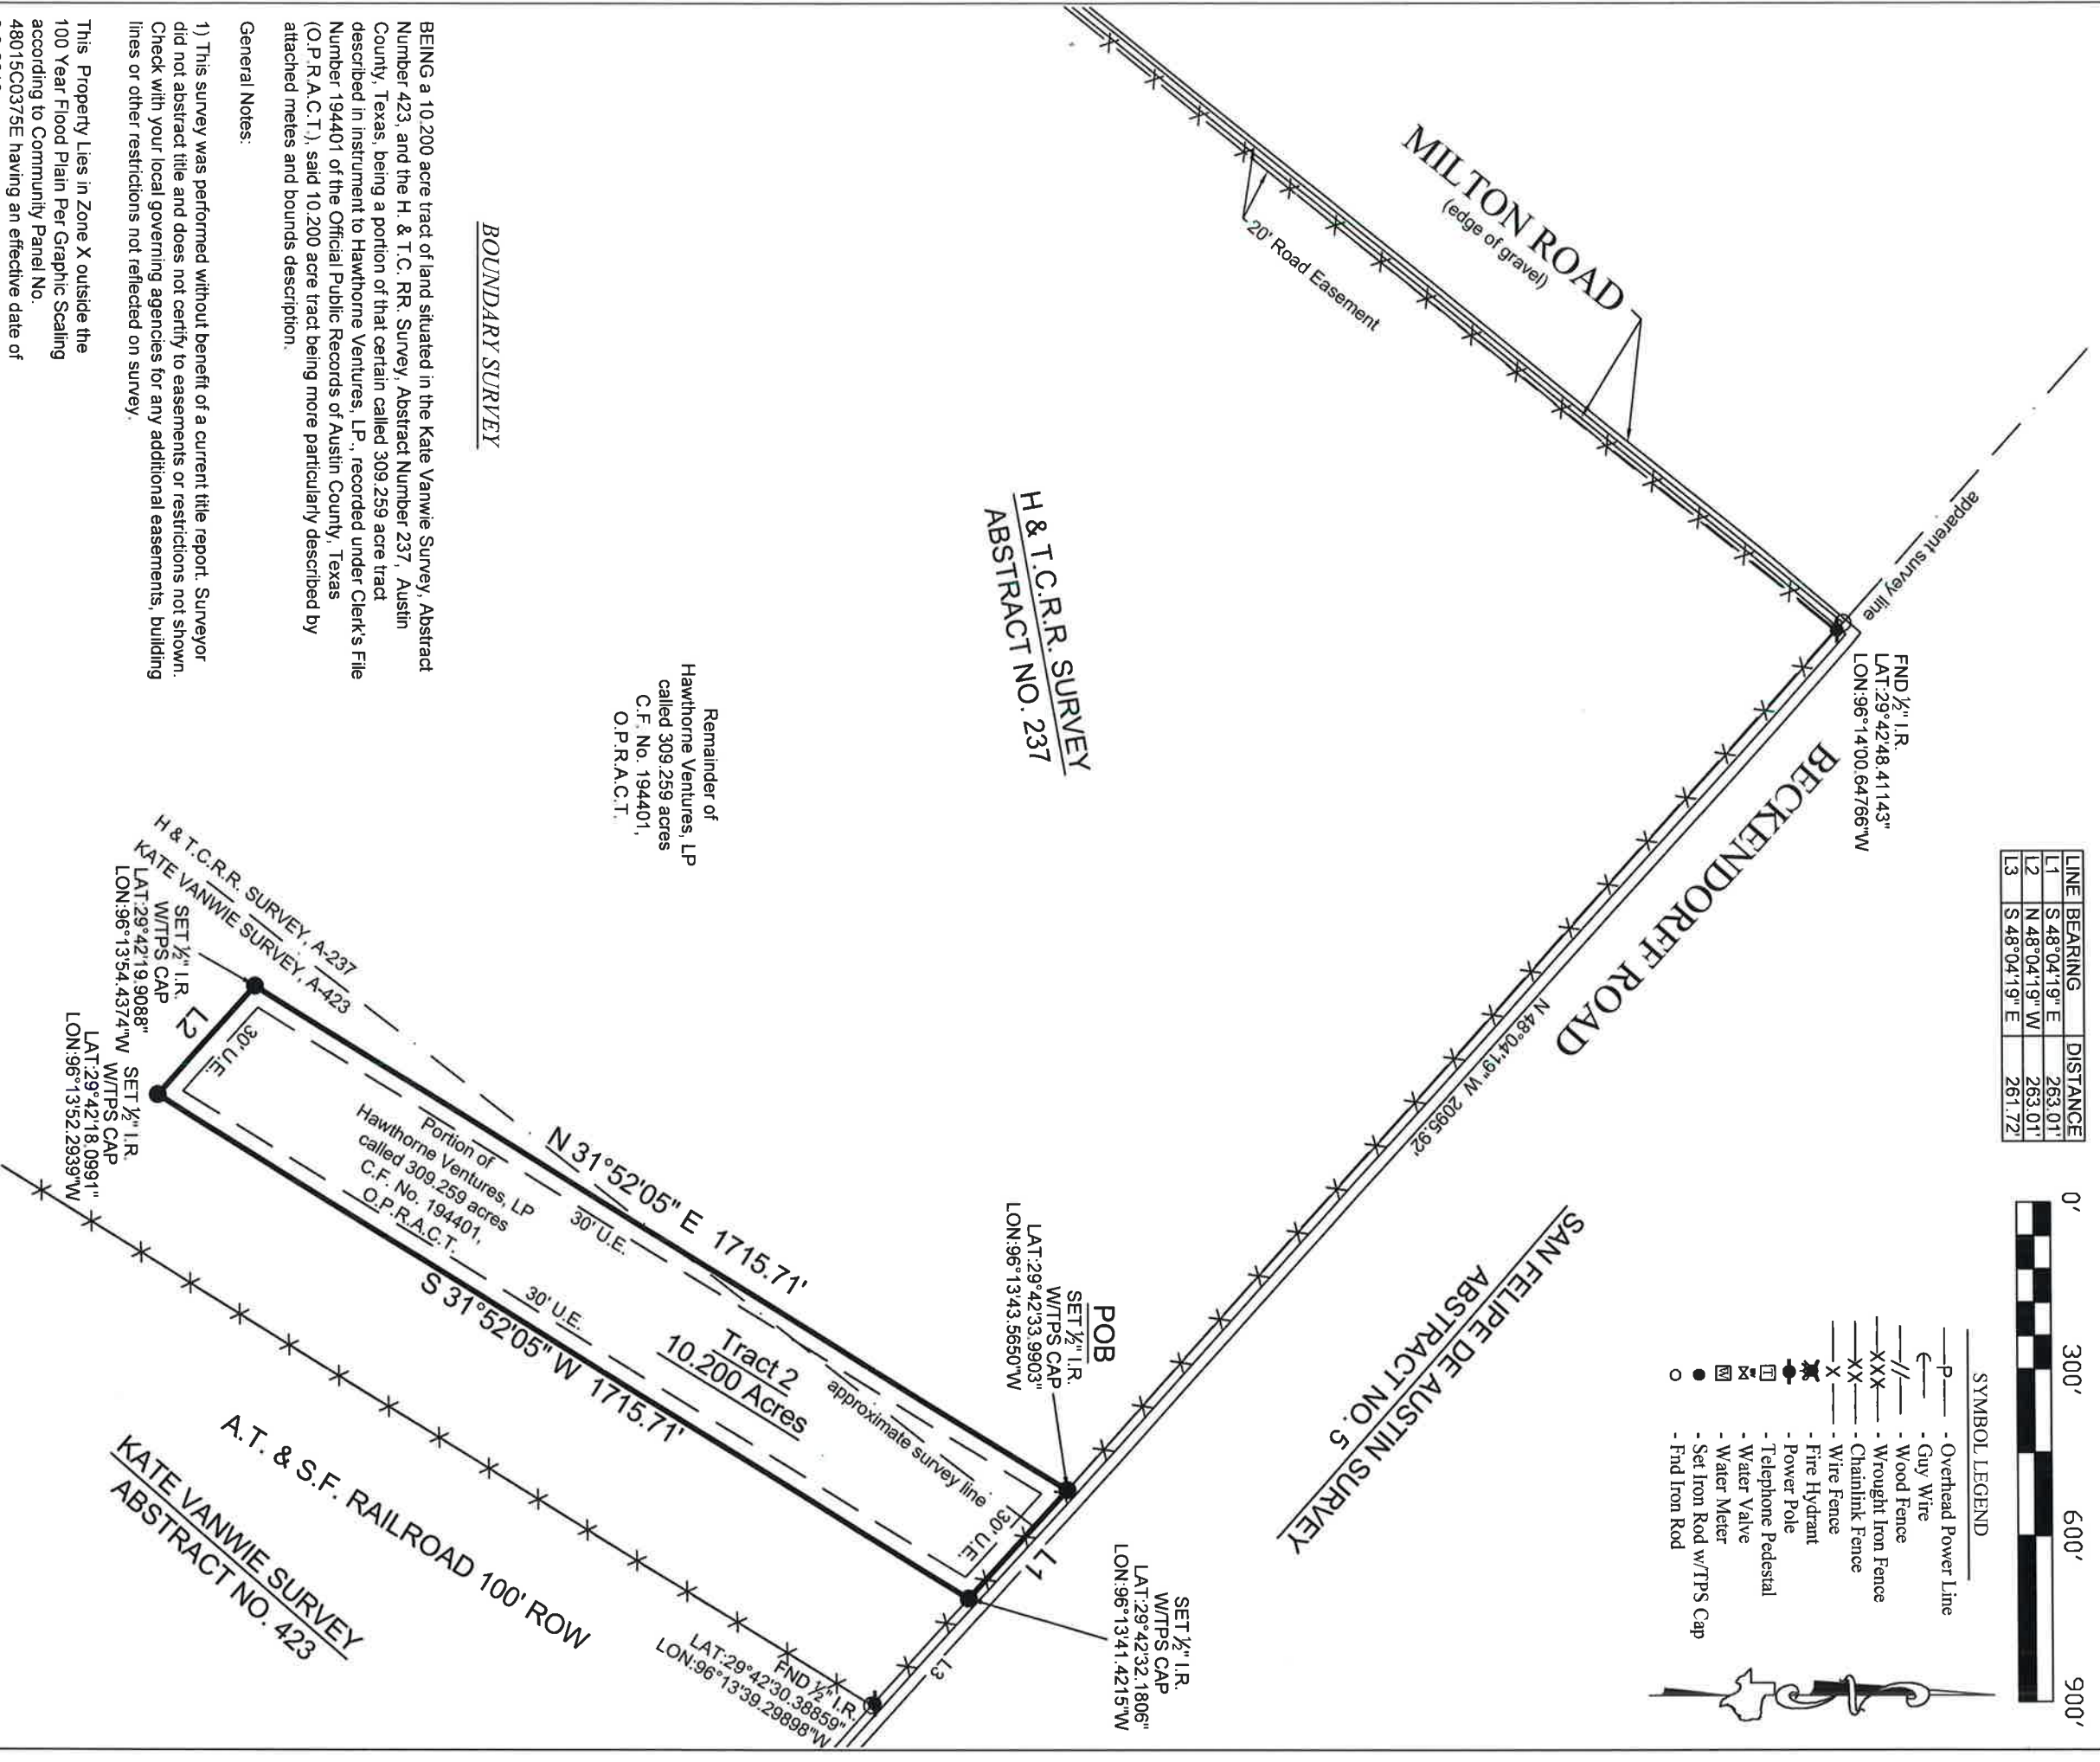 LINE BEARING DISTANCE
L1 S 48°04'19" E 263.01'
L2 N 48°04'19" W 263.01'
L3 S 48°04'19" E 261.72'
0' 300' 600' 900'
SYMBOL LEGEND
P - Overhead Power Line
- Guy Wire
// - Wood Fence
XXX - Wrought Iron Fence
XX - Chainlink Fence
X - Wire Fence
- Fire Hydrant
- Power Pole
T - Telephone Pedestal
- Water Valve
W - Water Meter
- Set Iron Rod w/TPS Cap
- Fnd Iron Rod
apparent survey line
FND ½" I.R.
LAT:29°42'48.41143"
LON:96°14'00.64766"W
MILTON ROAD
(edge of gravel)
20' Road Easement
BECKENDORFF ROAD
N 48°04'19" W 2095.92'
SAN FELIPE DE AUSTIN SURVEY
ABSTRACT NO. 5
H & T.C.R.R. SURVEY
ABSTRACT NO. 237
POB
SET ½" I.R.
W/TPS CAP
LAT:29°42'33.9903"
LON:96°13'43.5650"W
SET ½" I.R.
W/TPS CAP
LAT:29°42'32.1806"
LON:96°13'41.4215"W
L1
L3
FND ½" I.R.
LAT:29°42'30.38859"
LON:96°13'39.29898"W
Remainder of
Hawthorne Ventures, LP
called 309.259 acres
C.F. No. 194401,
O.P.R.A.C.T.
N 31°52'05" E 1715.71'
30' U.E.
approximate survey line
30' U.E.
Tract 2
10.200 Acres
30' U.E.
S 31°52'05" W 1715.71'
Portion of
Hawthorne Ventures, LP
called 309.259 acres
C.F. No. 194401,
O.P.R.A.C.T.
30' U.E.
L2
H & T.C.R.R. SURVEY, A-237
KATE VANWIE SURVEY, A-423
SET ½" I.R.
W/TPS CAP
LAT:29°42'19.9088"
LON:96°13'54.4374"W
SET ½" I.R.
W/TPS CAP
LAT:29°42'18.0991"
LON:96°13'52.2939"W
A.T. & S.F. RAILROAD 100' ROW
KATE VANWIE SURVEY
ABSTRACT NO. 423
BOUNDARY SURVEY
BEING a 10.200 acre tract of land situated in the Kate Vanwie Survey, Abstract
Number 423, and the H. & T.C. RR. Survey, Abstract Number 237, Austin
County, Texas, being a portion of that certain called 309.259 acre tract
described in instrument to Hawthorne Ventures, LP., recorded under Clerk's File
Number 194401 of the Official Public Records of Austin County, Texas
(O.P.R.A.C.T.), said 10.200 acre tract being more particularly described by
attached metes and bounds description.
General Notes:
1) This survey was performed without benefit of a current title report. Surveyor
did not abstract title and does not certify to easements or restrictions not shown.
Check with your local governing agencies for any additional easements, building
lines or other restrictions not reflected on survey.
This Property Lies in Zone X outside the
100 Year Flood Plain Per Graphic Scaling
according to Community Panel No.
48015C0375E having an effective date of